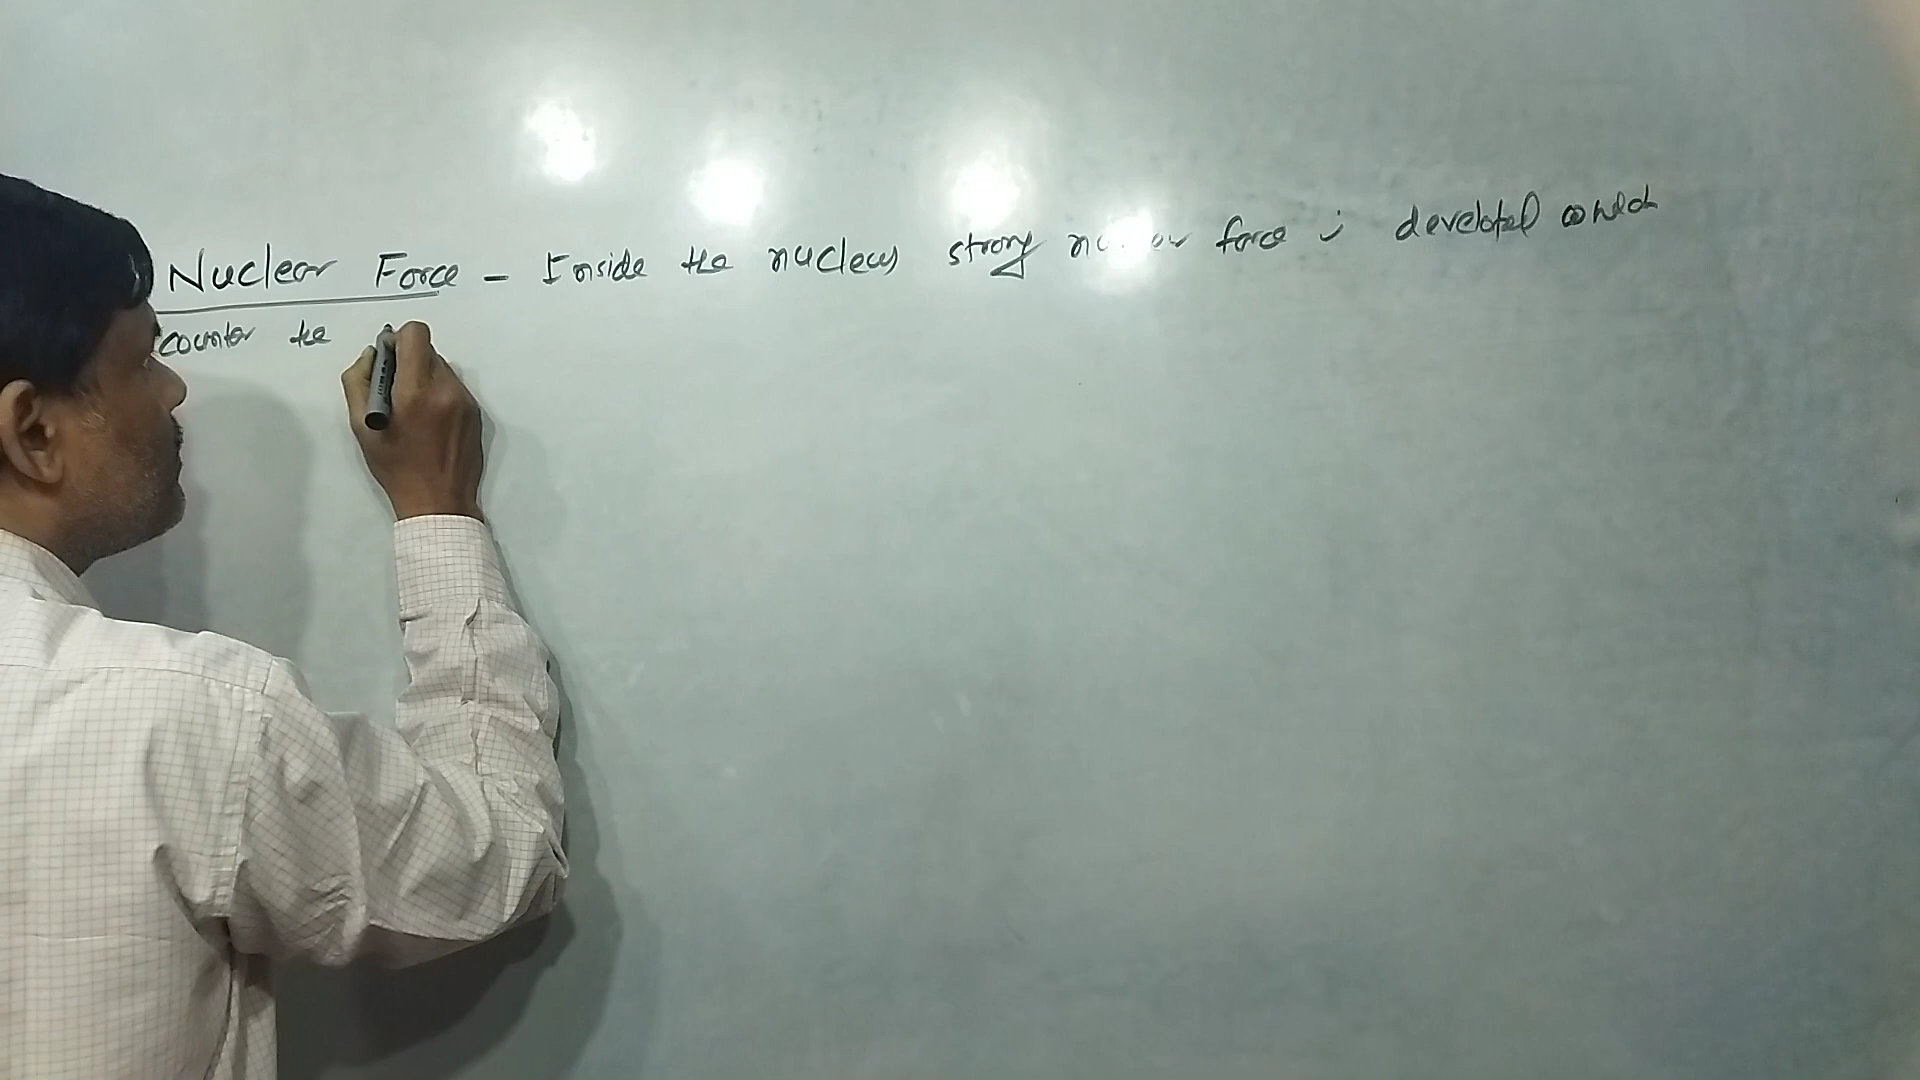 Nuclear Force - Inside the nucleus strong force is developed which
counter the